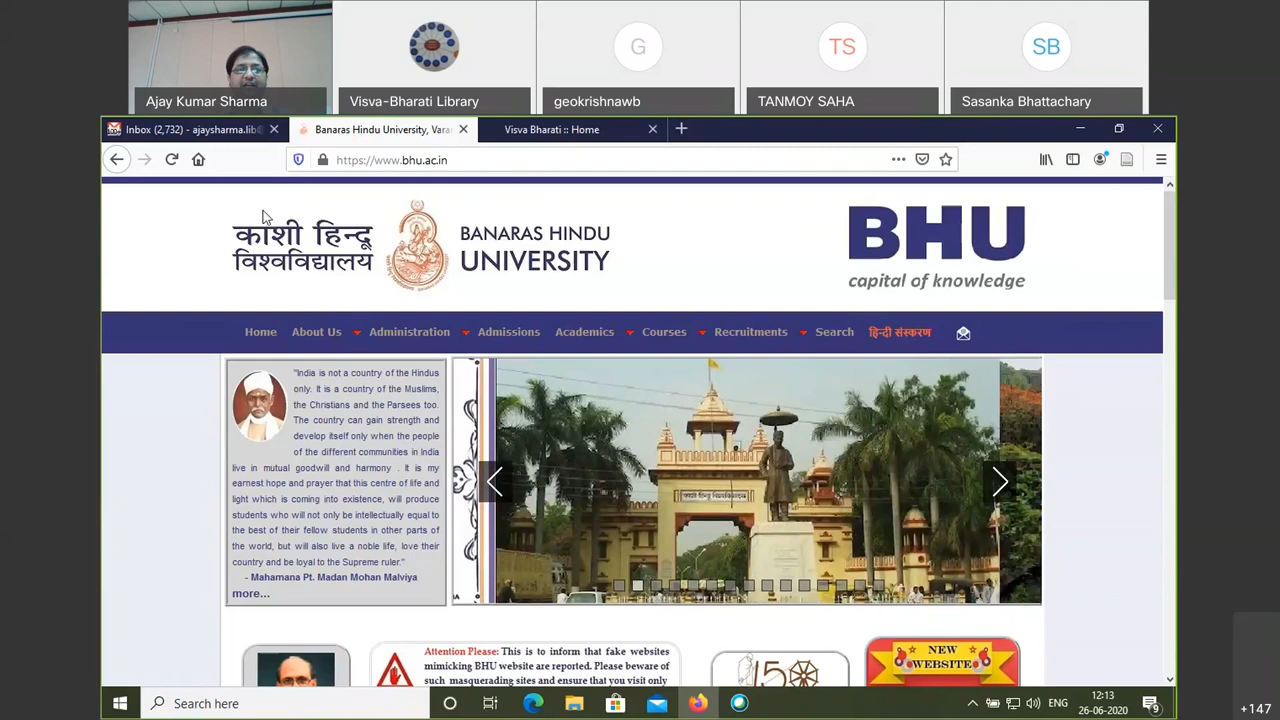 G
TS
SB
Ajay Kumar Sharma
Visva-Bharati Library
geokrishnawb
TANMOY SAHA
Sasanka Bhattachary
Inbox (2,732) - ajaysharma.lib@
Banaras Hindu University, Vara
Visva Bharati :: Home
https://www.bhu.ac.in
काशी हिन्दू
विश्वविद्यालय
BANARAS HINDU
UNIVERSITY
BHU
capital of knowledge
Home
About Us
Administration
Admissions
Academics
Courses
Recruitments
Search
हिन्दी संस्करण
"India is not a country of the Hindus
only. It is a country of the Muslims,
the Christians and the Parsees too.
The country can gain strength and
develop itself only when the people
of the different communities in India
live in mutual goodwill and harmony . It is my
earnest hope and prayer that this centre of life and
light which is coming into existence, will produce
students who will not only be intellectually equal to
the best of their fellow students in other parts of
the world, but will also live a noble life, love their
country and be loyal to the Supreme ruler."
- Mahamana Pt. Madan Mohan Malviya
more...
काशी हिन्दू विश्वविद्यालय
Attention Please: This is to inform that fake websites
mimicking BHU website are reported. Please beware of
such masquerading sites and ensure that you visit only
NEW
WEBSITE
Search here
ENG
12:13
26-06-2020
9
+147